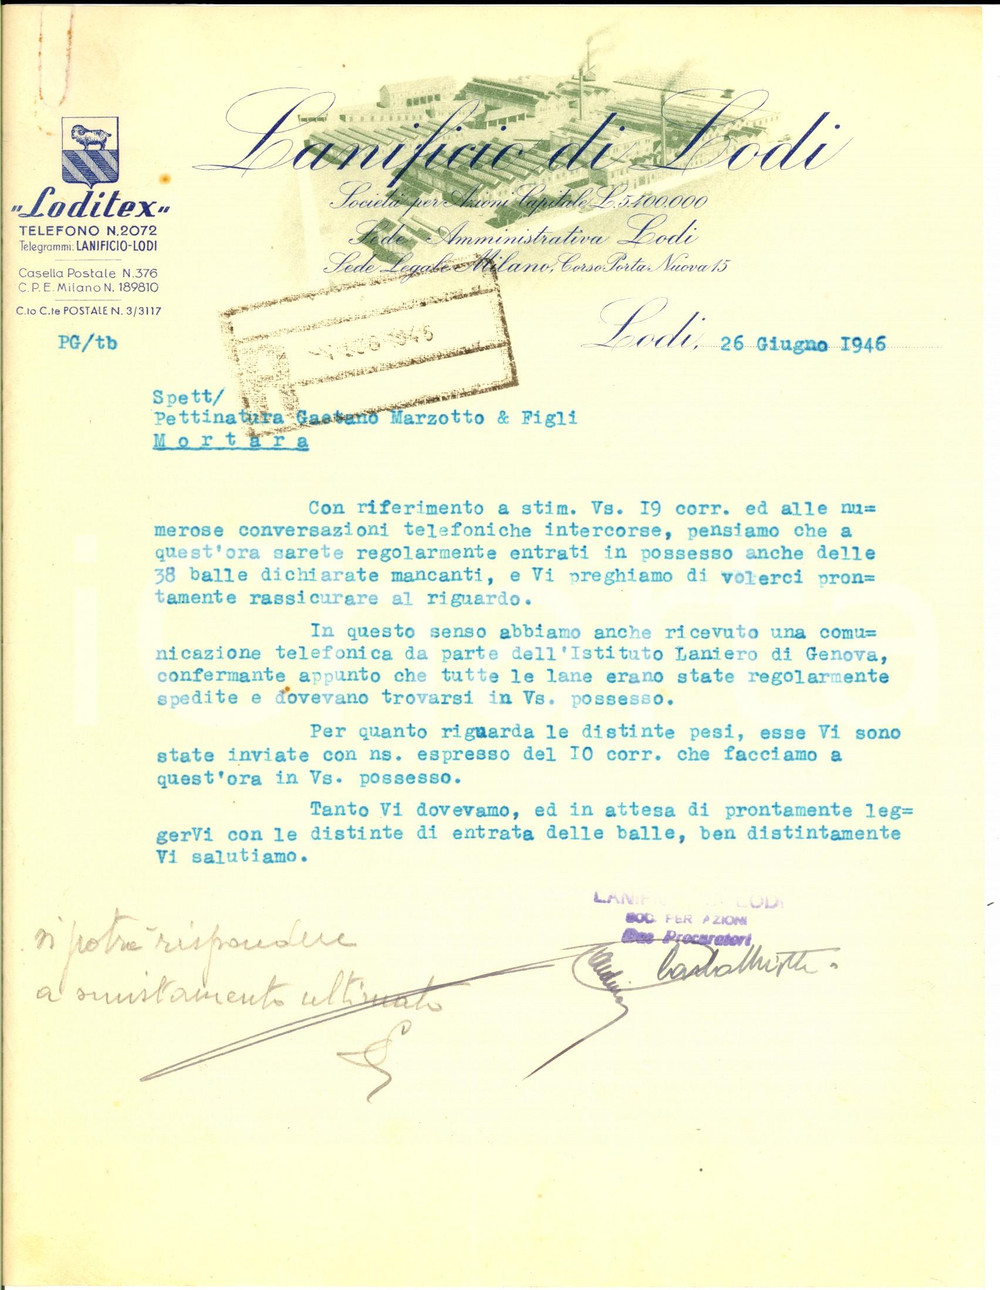 Lanificio di Lodi
Società per Azioni Capitale L. 5.400.000
Sede Amministrativa Lodi
Sede Legale Milano, Corso Porta Nuova 15
"Loditex"
TELEFONO N. 2072
Telegrammi: LANIFICIO-LODI
Casella Postale N. 376
C.P.E. Milano N. 189810
C.to C.te POSTALE N. 3/3117
PG/tb
Lodi, 26 Giugno 1946
R
1946
Spett/
Pettinatura Gaetano Marzotto & Figli
Mortara
Con riferimento a stim. Vs. I9 corr. ed alle nu=
merose conversazioni telefoniche intercorse, pensiamo che a
quest'ora sarete regolarmente entrati in possesso anche delle
38 balle dichiarate mancanti, e Vi preghiamo di volerci pron=
tamente rassicurare al riguardo.
In questo senso abbiamo anche ricevuto una comu=
nicazione telefonica da parte dell'Istituto Laniero di Genova,
confermante appunto che tutte le lane erano state regolarmente
spedite e dovevano trovarsi in Vs. possesso.
Per quanto riguarda le distinte pesi, esse Vi sono
state inviate con ns. espresso del IO corr. che facciamo a
quest'ora in Vs. possesso.
Tanto Vi dovevamo, ed in attesa di prontamente leg=
gerVi con le distinte di entrata delle balle, ben distintamente
Vi salutiamo.
LANIFICIO DI LODI
SOC. PER AZIONI
Due Procuratori
si potrà rispondere
a smistamento ultimato